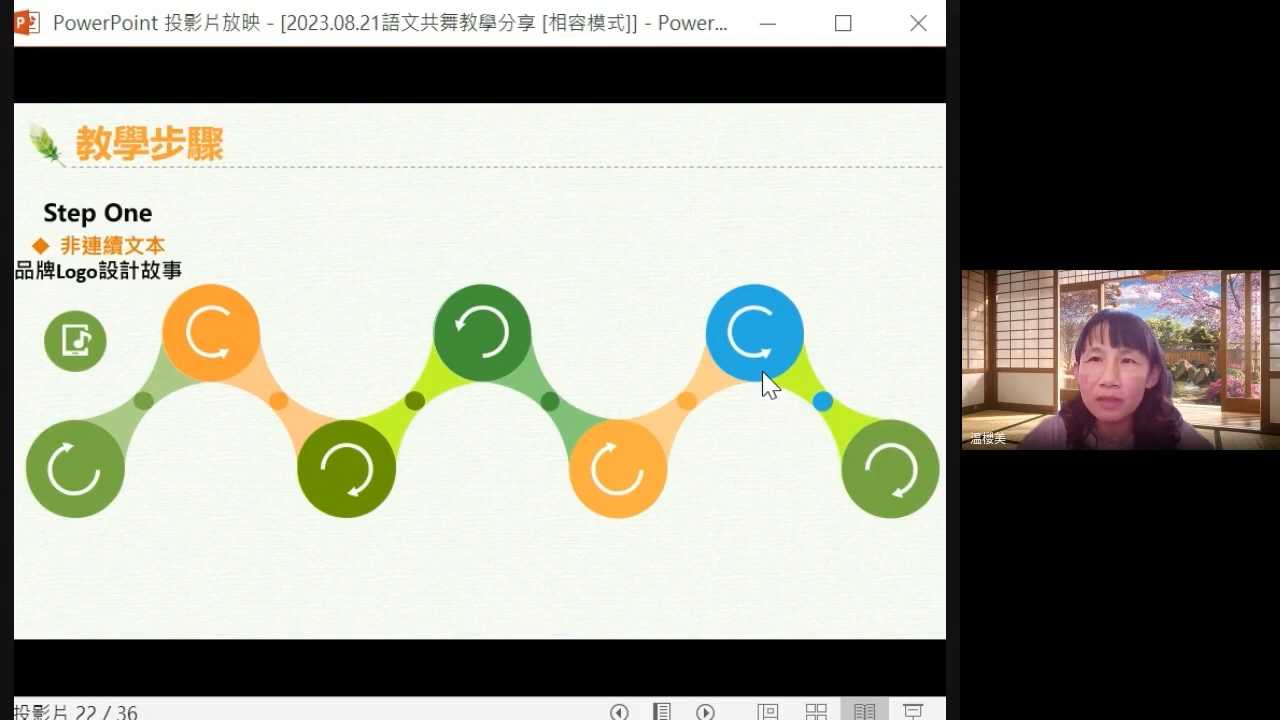 PowerPoint 投影片放映 - [2023.08.21語文共舞教學分享 [相容模式]] - Power...
教學步驟
Step One
◆ 非連續文本
品牌Logo設計故事
温櫻美
投影片 22 / 36